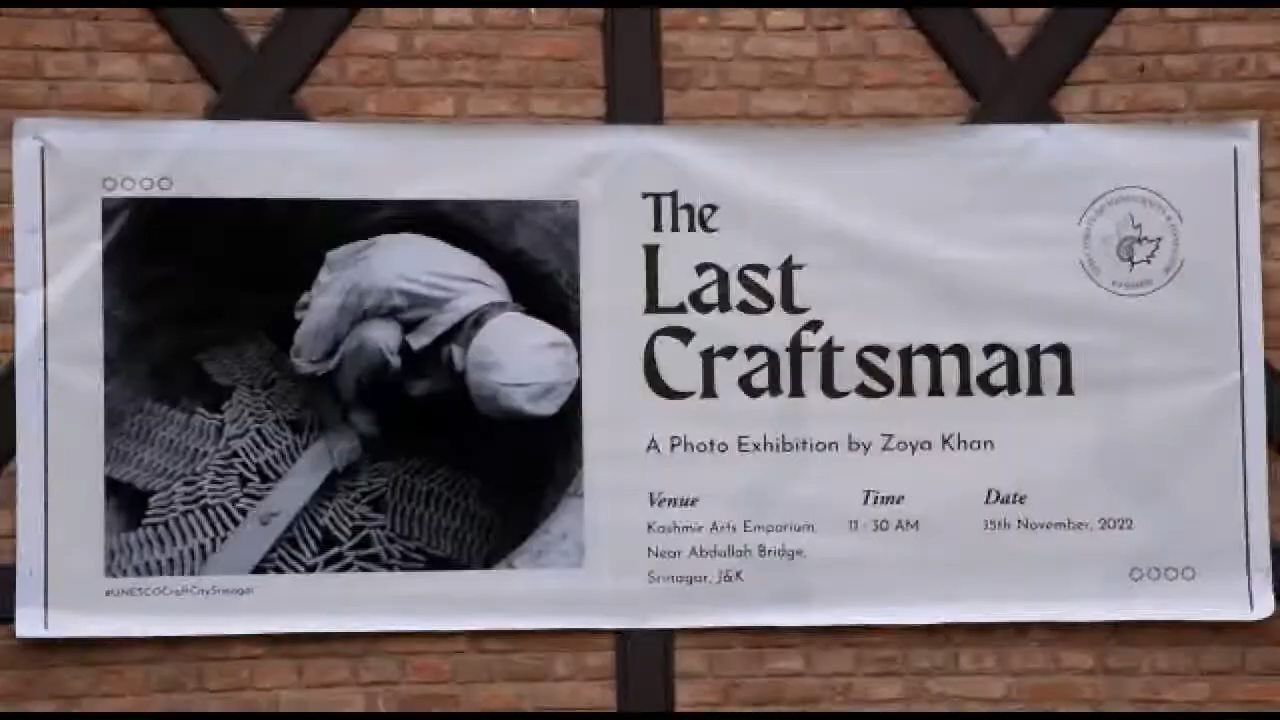 The
Last
Craftsman
A Photo Exhibition by Zoya Khan
Venue Time Date
Kashmir Arts Emporium, 11:30 AM November, 2022
Near Abdullah Bridge,
Srinagar, J&K
#UNESCOCraftCitySrinagar